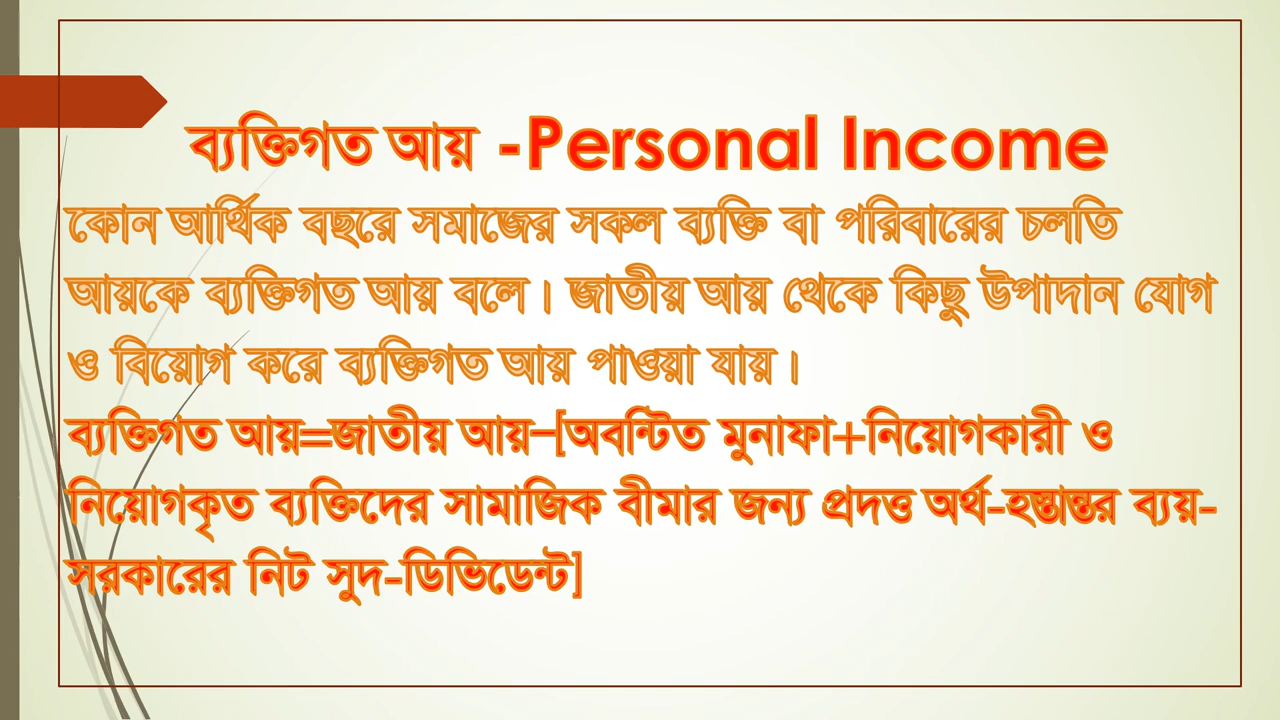 ব্যক্তিগত আয় -Personal Income
কোন আর্থিক বছরে সমাজের সকল ব্যক্তি বা পরিবারের চলতি
আয়কে ব্যক্তিগত আয় বলে। জাতীয় আয় থেকে কিছু উপাদান যোগ
ও বিয়োগ করে ব্যক্তিগত আয় পাওয়া যায়।
ব্যক্তিগত আয়=জাতীয় আয়–[অবন্টিত মুনাফা+নিয়োগকারী ও
নিয়োগকৃত ব্যক্তিদের সামাজিক বীমার জন্য প্রদত্ত অর্থ-হস্তান্তর ব্যয়-
সরকারের নিট সুদ-ডিভিডেন্ট]